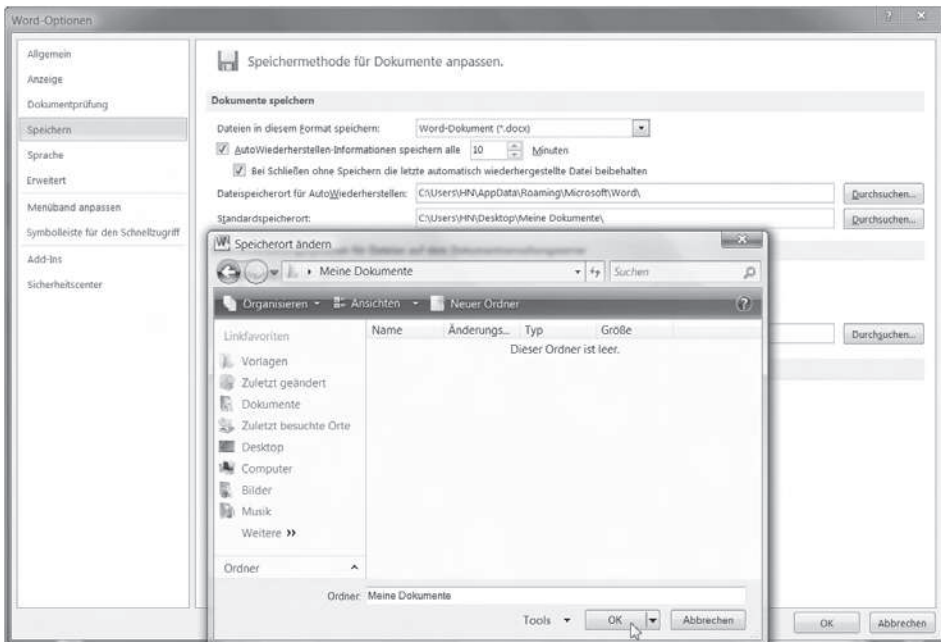 Word-Optionen
Allgemein
Anzeige
Dokumentprüfung
Speichern
Sprache
Erweitert
Menüband anpassen
Symbolleiste für den Schnellzugriff
Add-Ins
Sicherheitscenter
Speichermethode für Dokumente anpassen.
Dokumente speichern
Dateien in diesem Format speichern: Word-Dokument (*.docx)
AutoWiederherstellen-Informationen speichern alle 10 Minuten
Bei Schließen ohne Speichern die letzte automatisch wiederhergestellte Datei beibehalten
Dateispeicherort für AutoWiederherstellen: C:\Users\HN\AppData\Roaming\Microsoft\Word\ Durchsuchen...
Standardspeicherort: C:\Users\HN\Desktop\Meine Dokumente\ Durchsuchen...
Durchsuchen...
Speicherort ändern
Meine Dokumente Suchen
Organisieren Ansichten Neuer Ordner
Linkfavoriten
Vorlagen
Zuletzt geändert
Dokumente
Zuletzt besuchte Orte
Desktop
Computer
Bilder
Musik
Weitere »
Ordner
Name Änderungs... Typ Größe
Dieser Ordner ist leer.
Ordner: Meine Dokumente
Tools OK Abbrechen
OK Abbrechen